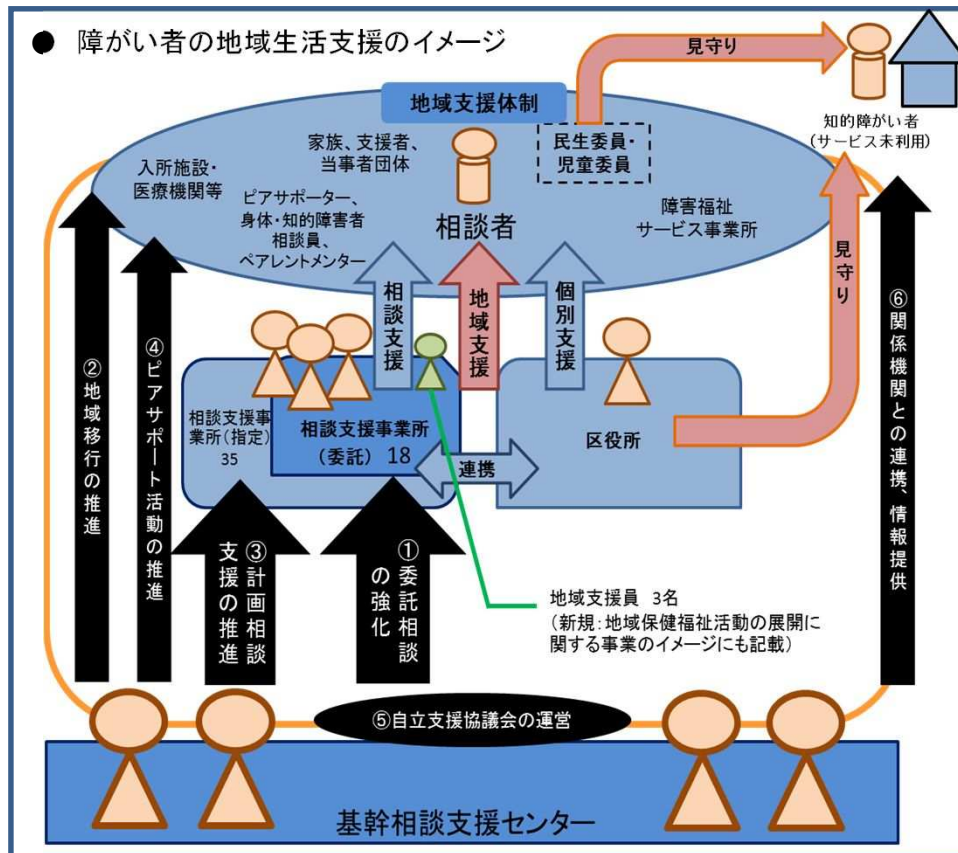 ● 障がい者の地域生活支援のイメージ
見守り
地域支援体制
知的障がい者
(サービス未利用)
家族、支援者、
当事者団体
民生委員・
児童委員
入所施設・
医療機関等
ピアサポーター、
身体・知的障害者
相談員、
ペアレントメンター
相談者
障害福祉
サービス事業所
見守り
相談支援
地域支援
個別支援
②地域移行の推進
④ピアサポート活動の推進
⑥関係機関との連携、情報提供
相談支援事
業所(指定)
35
相談支援事業所
(委託) 18
区役所
連携
③計画相談
支援の推進
①委託相談
の強化
地域支援員 3名
(新規:地域保健福祉活動の展開に
関する事業のイメージにも記載)
⑤自立支援協議会の運営
基幹相談支援センター